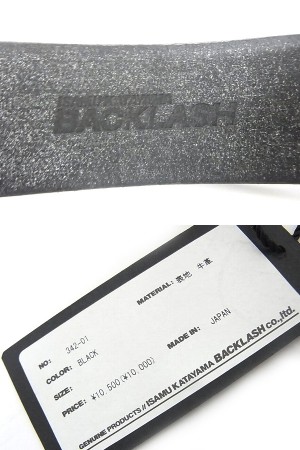 ISAMU KATAYAMA
BACKLASH
MATERIAL: 表地 牛革
NO: 342-01
COLOR: BLACK
MADE IN: JAPAN
SIZE:
PRICE: ¥10,500(¥10,000)
GENUINE PRODUCTS // ISAMU KATAYAMA BACKLASH co.,ltd.